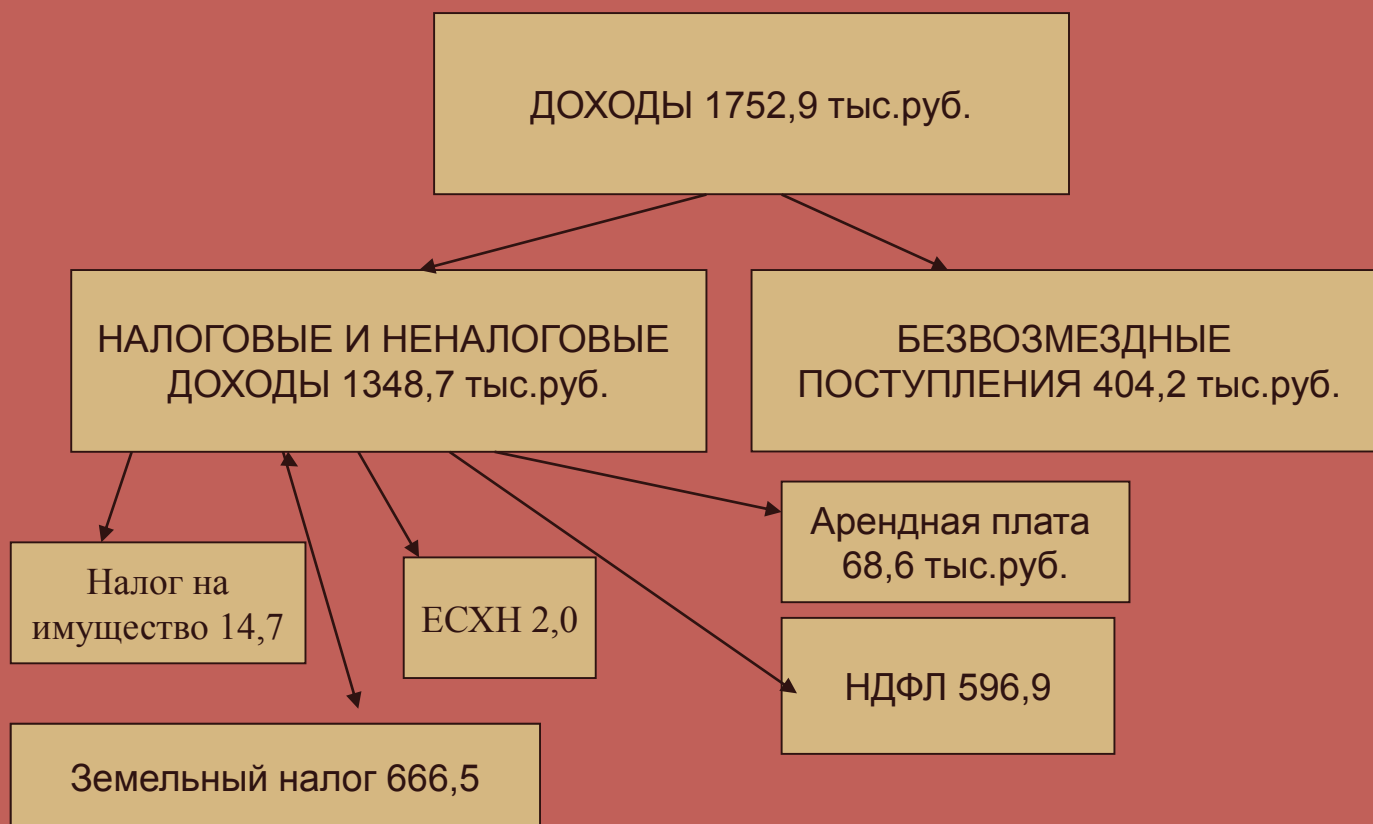 ДОХОДЫ 1752,9 тыс.руб.
НАЛОГОВЫЕ И НЕНАЛОГОВЫЕ
ДОХОДЫ 1348,7 тыс.руб.
БЕЗВОЗМЕЗДНЫЕ
ПОСТУПЛЕНИЯ 404,2 тыс.руб.
Арендная плата
68,6 тыс.руб.
Налог на
имущество 14,7
ЕСХН 2,0
НДФЛ 596,9
Земельный налог 666,5